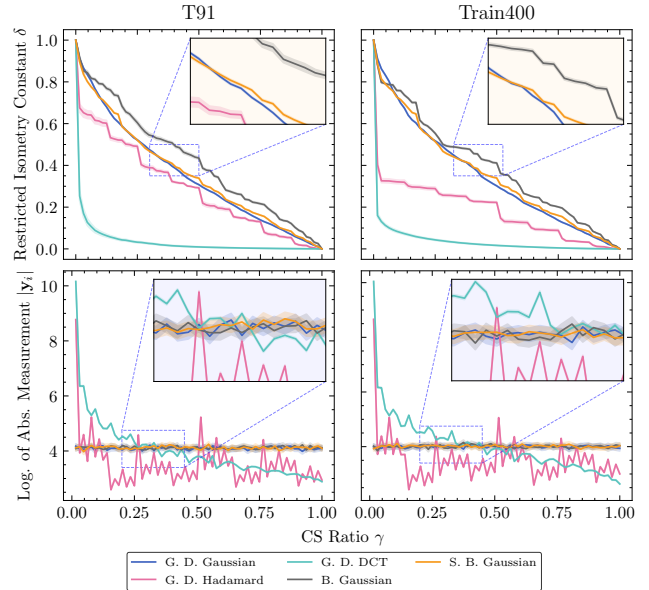 T91
Train400
Restricted Isometry Constant δ
1.0
0.8
0.6
0.4
0.2
0.0
Log. of Abs. Measurement |y_i|
10
8
6
4
0.00 0.25 0.50 0.75 1.00
0.00 0.25 0.50 0.75 1.00
CS Ratio γ
G. D. Gaussian
G. D. DCT
S. B. Gaussian
G. D. Hadamard
B. Gaussian